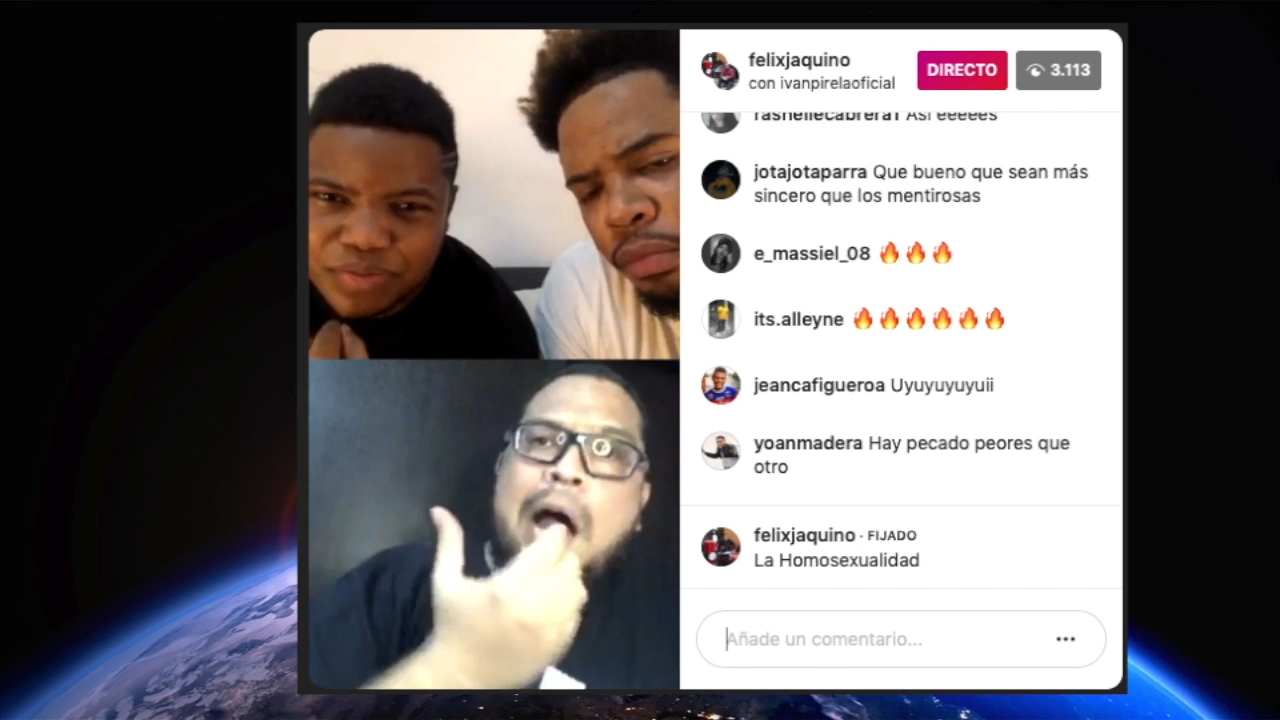 felixjaquino
con ivanpirelaoficial
DIRECTO
3.113
rashellecabrera1 Así eeeees
jotajotaparra Que bueno que sean más
sincero que los mentirosas
e_massiel_08 🔥🔥🔥
its.alleyne 🔥🔥🔥🔥🔥🔥
jeancafigueroa Uyuyuyuyuii
yoanmadera Hay pecado peores que
otro
felixjaquino · FIJADO
La Homosexualidad
Añade un comentario...